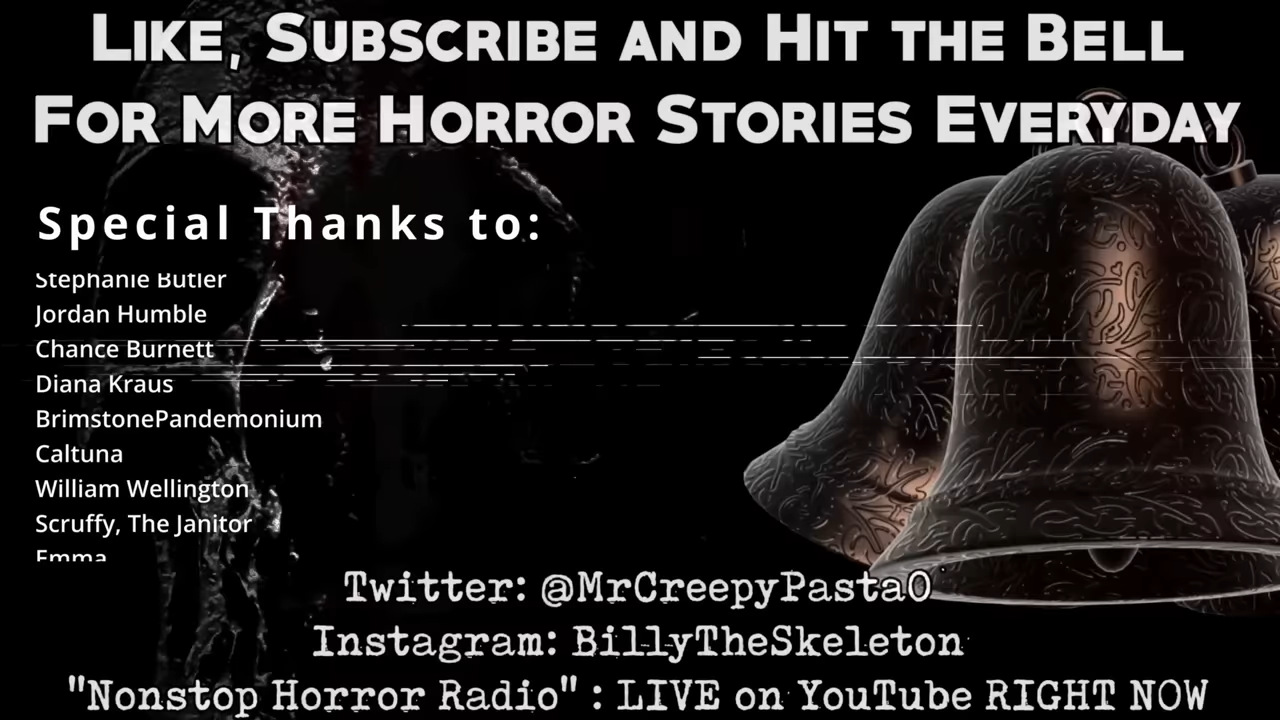 Like, Subscribe and Hit the Bell
For More Horror Stories Everyday
Special Thanks to:
Stephanie Butler
Jordan Humble
Chance Burnett
Diana Kraus
BrimstonePandemonium
Caltuna
William Wellington
Scruffy, The Janitor
Emma
Twitter: @MrCreepyPasta0
Instagram: BillyTheSkeleton
"Nonstop Horror Radio" : LIVE on YouTube RIGHT NOW